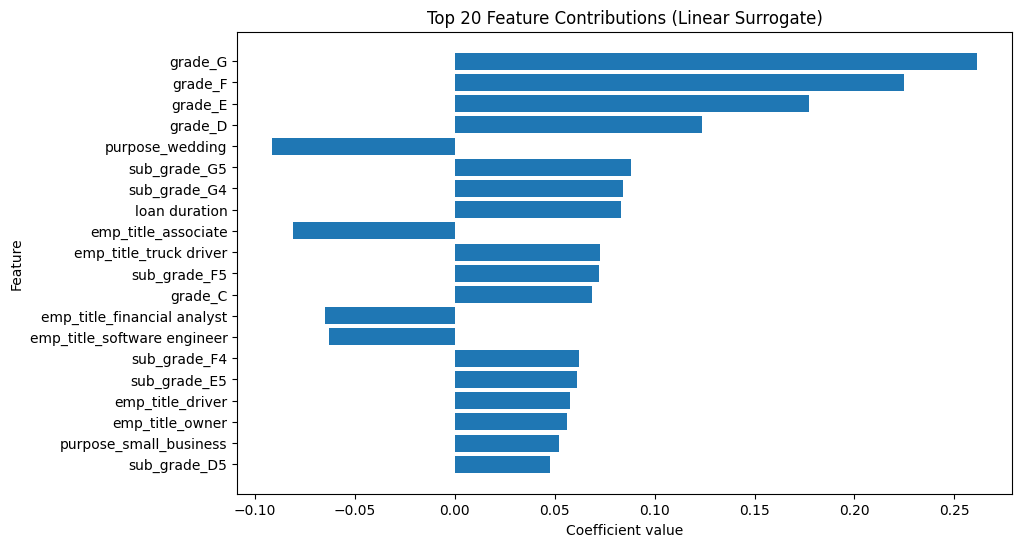 Top 20 Feature Contributions (Linear Surrogate)
Feature
grade_G
grade_F
grade_E
grade_D
purpose_wedding
sub_grade_G5
sub_grade_G4
loan duration
emp_title_associate
emp_title_truck driver
sub_grade_F5
grade_C
emp_title_financial analyst
emp_title_software engineer
sub_grade_F4
sub_grade_E5
emp_title_driver
emp_title_owner
purpose_small_business
sub_grade_D5
−0.10 −0.05 0.00 0.05 0.10 0.15 0.20 0.25
Coefficient value